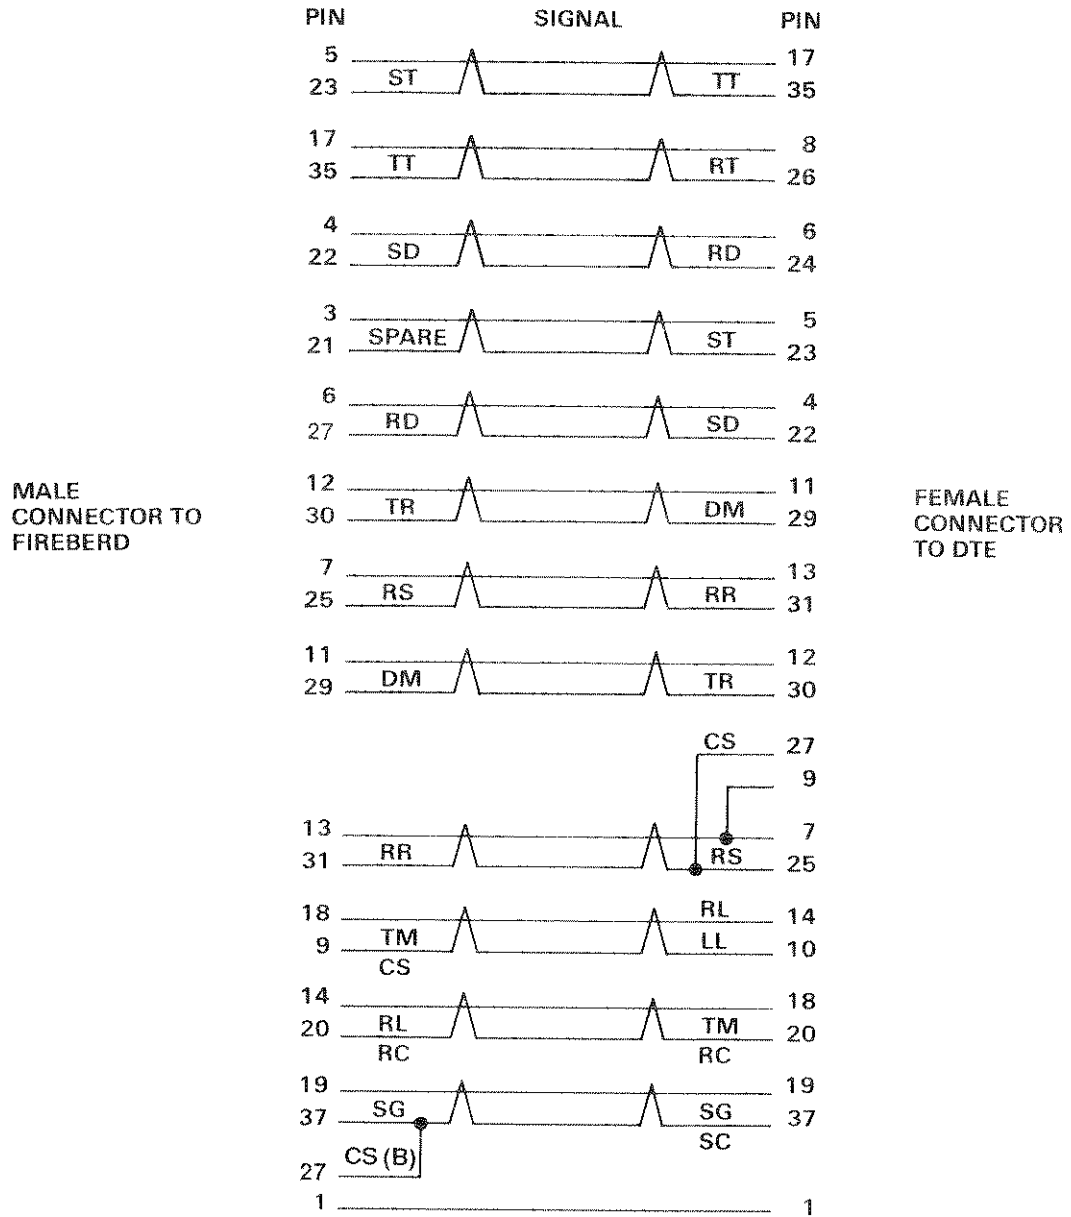 PIN SIGNAL PIN
5 17
23 ST TT 35
17 8
35 TT RT 26
4 6
22 SD RD 24
3 5
21 SPARE ST 23
6 4
27 RD SD 22
12 11
30 TR DM 29
MALE
CONNECTOR TO
FIREBERD
FEMALE
CONNECTOR
TO DTE
7 13
25 RS RR 31
11 12
29 DM TR 30
CS 27
9
13 7
31 RR RS 25
18 RL 14
9 TM LL 10
CS
14 18
20 RL TM 20
RC RC
19 19
37 SG SG 37
SC
27 CS (B)
1 1